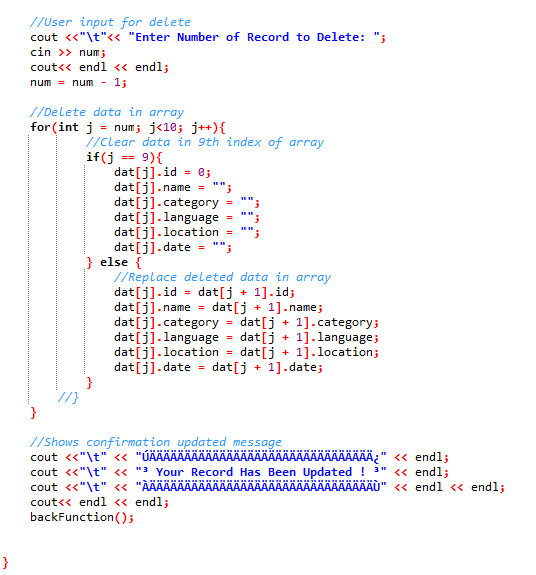 //User input for delete
cout <<"\t"<< "Enter Number of Record to Delete: ";
cin >> num;
cout<< endl << endl;
num = num - 1;
//Delete data in array
for(int j = num; j<10; j++){
//Clear data in 9th index of array
if(j == 9){
dat[j].id = 0;
dat[j].name = "";
dat[j].category = "";
dat[j].language = "";
dat[j].location = "";
dat[j].date = "";
} else {
//Replace deleted data in array
dat[j].id = dat[j + 1].id;
dat[j].name = dat[j + 1].name;
dat[j].category = dat[j + 1].category;
dat[j].language = dat[j + 1].language;
dat[j].location = dat[j + 1].location;
dat[j].date = dat[j + 1].date;
}
//}
}
//Shows confirmation updated message
cout <<"\t" << "ÚÄÄÄÄÄÄÄÄÄÄÄÄÄÄÄÄÄÄÄÄÄÄÄÄÄÄÄÄÄÄÄÄ¿" << endl;
cout <<"\t" << "³ Your Record Has Been Updated ! ³" << endl;
cout <<"\t" << "ÀÄÄÄÄÄÄÄÄÄÄÄÄÄÄÄÄÄÄÄÄÄÄÄÄÄÄÄÄÄÄÄÄÙ" << endl << endl;
cout<< endl << endl;
backFunction();
}